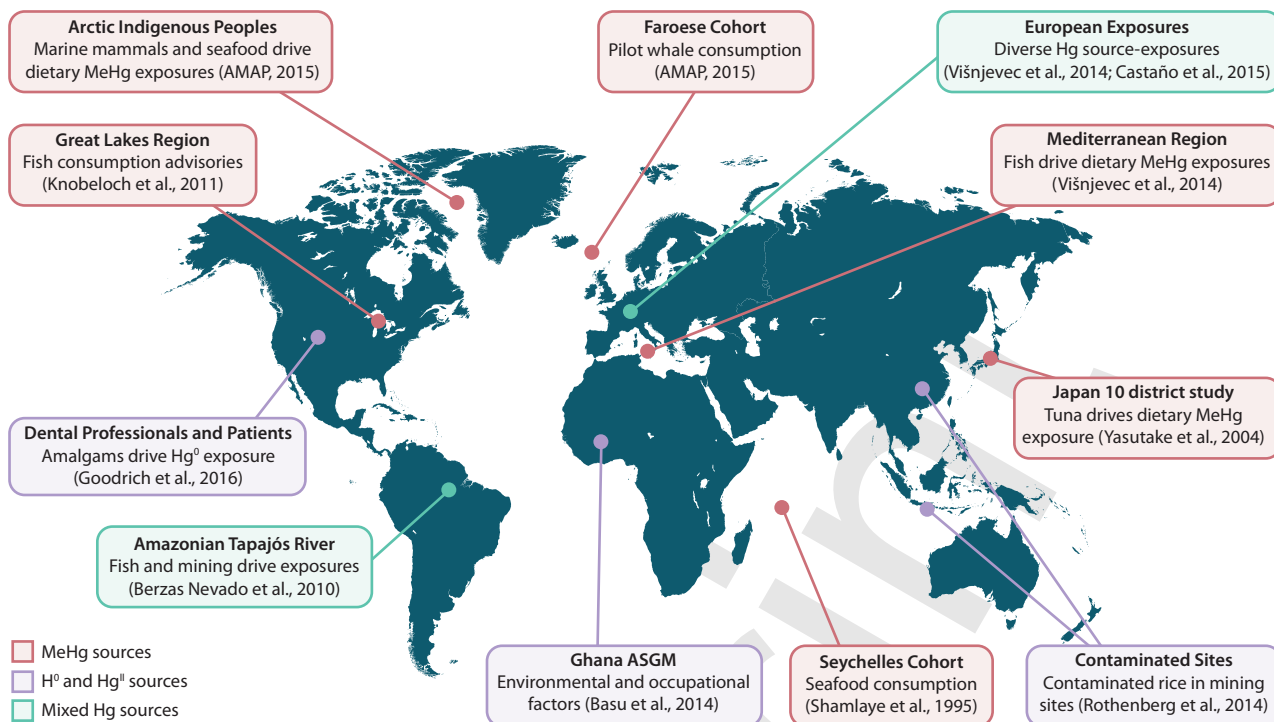 Arctic Indigenous Peoples
Marine mammals and seafood drive
dietary MeHg exposures (AMAP, 2015)
Faroese Cohort
Pilot whale consumption
(AMAP, 2015)
European Exposures
Diverse Hg source-exposures
(Višnjevec et al., 2014; Castaño et al., 2015)
Great Lakes Region
Fish consumption advisories
(Knobeloch et al., 2011)
Mediterranean Region
Fish drive dietary MeHg exposures
(Višnjevec et al., 2014)
Dental Professionals and Patients
Amalgams drive Hg⁰ exposure
(Goodrich et al., 2016)
Japan 10 district study
Tuna drives dietary MeHg
exposure (Yasutake et al., 2004)
Amazonian Tapajós River
Fish and mining drive exposures
(Berzas Nevado et al., 2010)
Ghana ASGM
Environmental and occupational
factors (Basu et al., 2014)
Seychelles Cohort
Seafood consumption
(Shamlaye et al., 1995)
Contaminated Sites
Contaminated rice in mining
sites (Rothenberg et al., 2014)
MeHg sources
H⁰ and Hgᴵᴵ sources
Mixed Hg sources